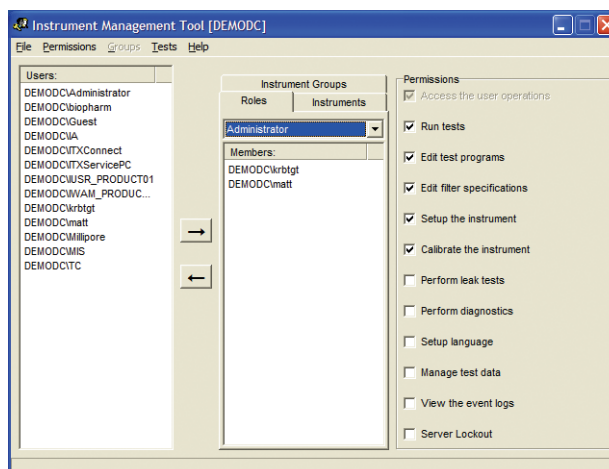 Instrument Management Tool [DEMODC]
File Permissions Groups Tests Help
Users:
DEMODC\Administrator
DEMODC\biopharm
DEMODC\Guest
DEMODC\IA
DEMODC\ITXConnect
DEMODC\ITXServicePC
DEMODC\IUSR_PRODUCT01
DEMODC\IWAM_PRODUC...
DEMODC\krbtgt
DEMODC\matt
DEMODC\Millipore
DEMODC\MIS
DEMODC\TC
Instrument Groups
Roles Instruments
Administrator
Members:
DEMODC\krbtgt
DEMODC\matt
Permissions
Access the user operations
Run tests
Edit test programs
Edit filter specifications
Setup the instrument
Calibrate the instrument
Perform leak tests
Perform diagnostics
Setup language
Manage test data
View the event logs
Server Lockout